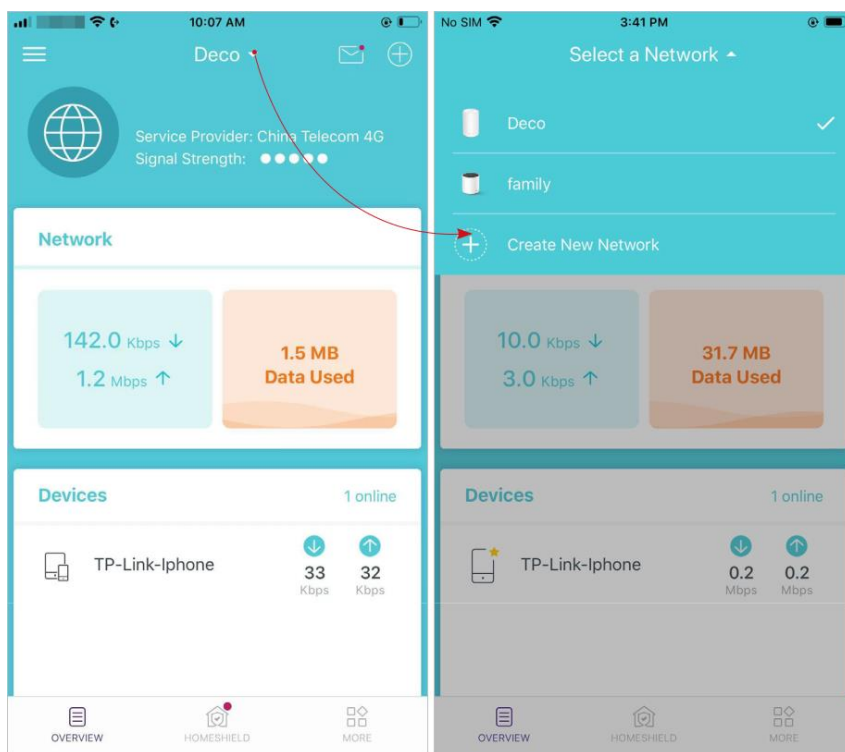 10:07 AM
Deco
Service Provider: China Telecom 4G
Signal Strength:
Network
142.0 Kbps ↓
1.2 Mbps ↑
1.5 MB
Data Used
Devices
1 online
TP-Link-Iphone
33
Kbps
32
Kbps
OVERVIEW
HOMESHIELD
MORE
No SIM
3:41 PM
Select a Network
Deco
family
Create New Network
10.0 Kbps ↓
3.0 Kbps ↑
31.7 MB
Data Used
Devices
1 online
TP-Link-Iphone
0.2
Mbps
0.2
Mbps
OVERVIEW
HOMESHIELD
MORE